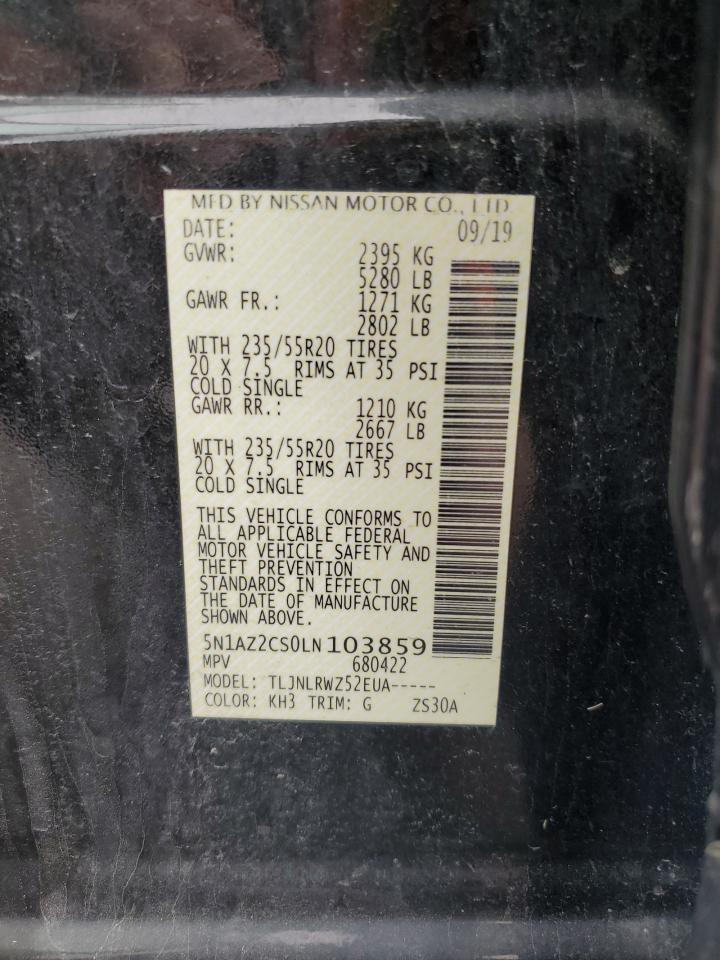 MFD BY NISSAN MOTOR CO., LTD.
DATE: 09/19
GVWR: 2395 KG
5280 LB
GAWR FR.: 1271 KG
2802 LB
WITH 235/55R20 TIRES
20 X 7.5 RIMS AT 35 PSI
COLD SINGLE
GAWR RR.: 1210 KG
2667 LB
WITH 235/55R20 TIRES
20 X 7.5 RIMS AT 35 PSI
COLD SINGLE
THIS VEHICLE CONFORMS TO
ALL APPLICABLE FEDERAL
MOTOR VEHICLE SAFETY AND
THEFT PREVENTION
STANDARDS IN EFFECT ON
THE DATE OF MANUFACTURE
SHOWN ABOVE.
5N1AZ2CS0LN 103859
MPV 680422
MODEL: TLJNLRWZ52EUA-----
COLOR: KH3 TRIM: G ZS30A